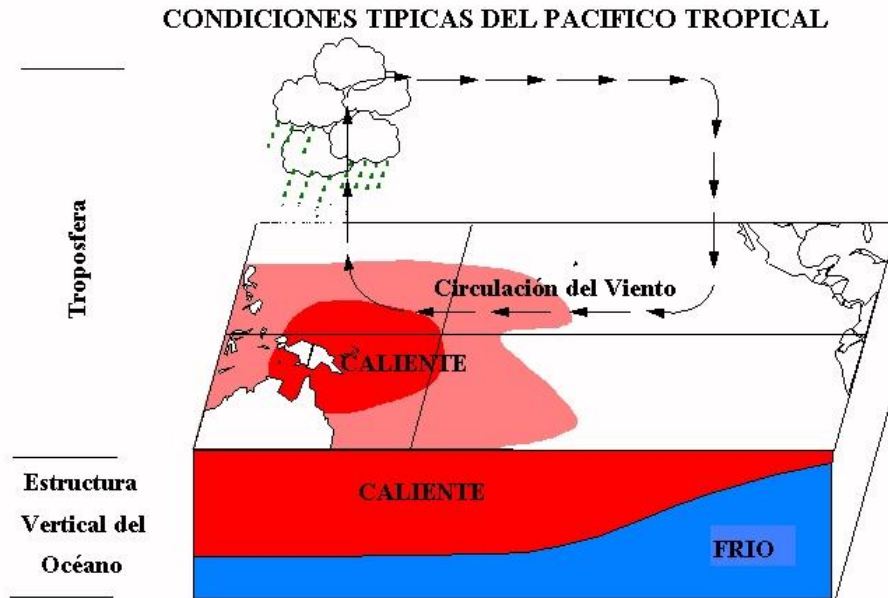 CONDICIONES TIPICAS DEL PACIFICO TROPICAL
Troposfera
Circulación del Viento
CALIENTE
Estructura
Vertical del
Océano
CALIENTE
FRIO